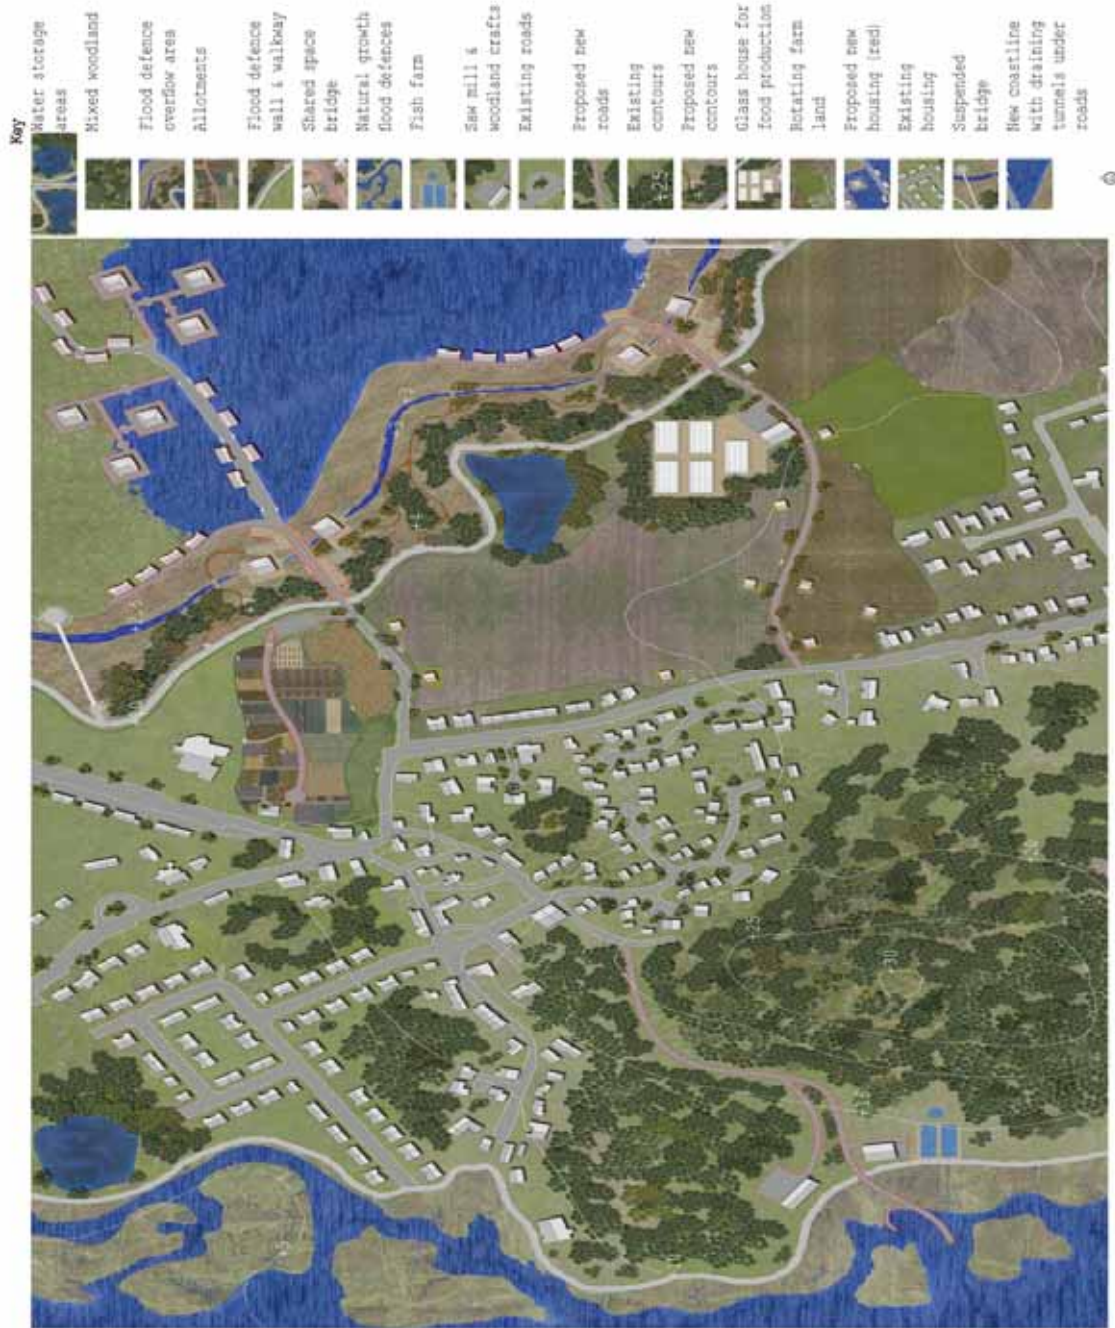 Key
Water storage
areas
Mixed woodland
Flood defence
overflow area
Allotments
Flood defence
wall & walkway
Shared space
bridge
Natural growth
flood defences
Fish farm
Saw mill &
woodland crafts
Existing roads
Proposed new
roads
Existing
contours
Proposed new
contours
Glass house for
food production
Rotating farm
land
Proposed new
housing (red)
Existing
housing
Suspended
bridge
New coastline
with draining
tunnels under
roads
25
30